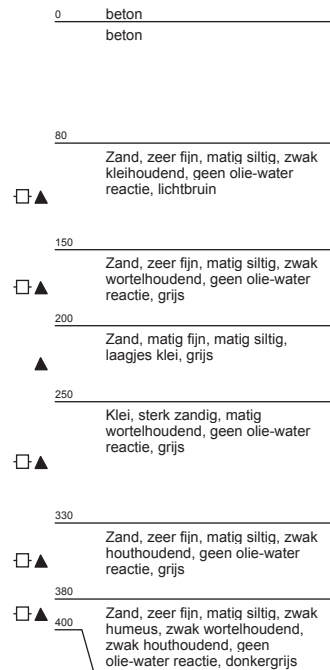 0 beton
beton
80
Zand, zeer fijn, matig siltig, zwak
kleihoudend, geen olie-water
reactie, lichtbruin
150
Zand, zeer fijn, matig siltig, zwak
wortelhoudend, geen olie-water
reactie, grijs
200
Zand, matig fijn, matig siltig,
laagjes klei, grijs
250
Klei, sterk zandig, matig
wortelhoudend, geen olie-water
reactie, grijs
330
Zand, zeer fijn, matig siltig, zwak
houthoudend, geen olie-water
reactie, grijs
380
Zand, zeer fijn, matig siltig, zwak
400 humeus, zwak wortelhoudend,
zwak houthoudend, geen
olie-water reactie, donkergrijs